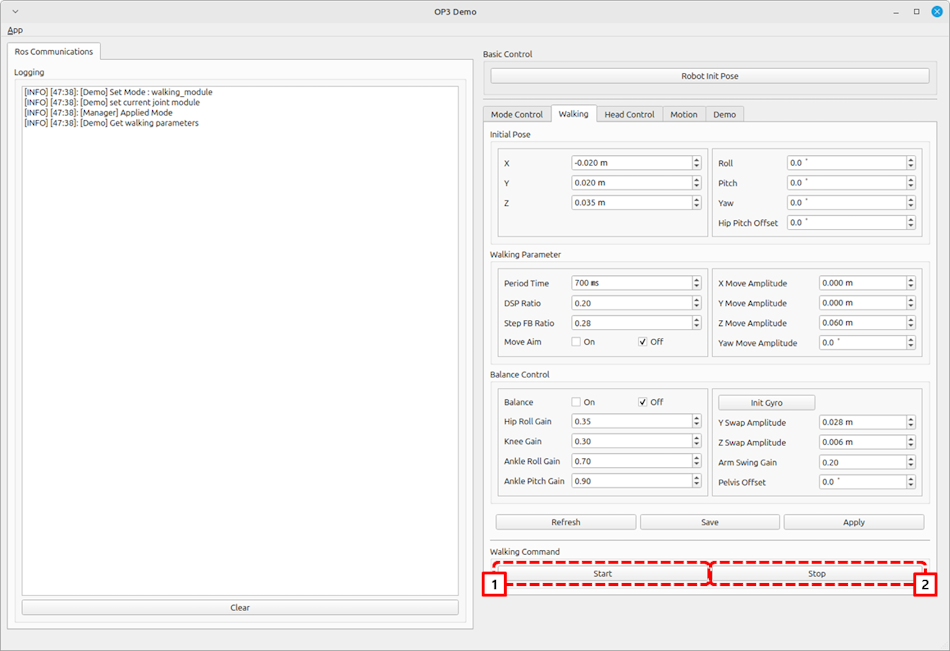 OP3 Demo
App
Ros Communications
Logging
[INFO] [47:38]: [Demo] Set Mode : walking_module
[INFO] [47:38]: [Demo] set current joint module
[INFO] [47:38]: [Manager] Applied Mode
[INFO] [47:38]: [Demo] Get walking parameters
Clear
Basic Control
Robot Init Pose
Mode Control Walking Head Control Motion Demo
Initial Pose
X -0.020 m
Y 0.020 m
Z 0.035 m
Roll 0.0 °
Pitch 0.0 °
Yaw 0.0 °
Hip Pitch Offset 0.0 °
Walking Parameter
Period Time 700 ms
DSP Ratio 0.20
Step FB Ratio 0.28
Move Aim On Off
X Move Amplitude 0.000 m
Y Move Amplitude 0.000 m
Z Move Amplitude 0.060 m
Yaw Move Amplitude 0.0 °
Balance Control
Balance On Off
Hip Roll Gain 0.35
Knee Gain 0.30
Ankle Roll Gain 0.70
Ankle Pitch Gain 0.90
Init Gyro
Y Swap Amplitude 0.028 m
Z Swap Amplitude 0.006 m
Arm Swing Gain 0.20
Pelvis Offset 0.0 °
Refresh Save Apply
Walking Command
1 Start Stop 2